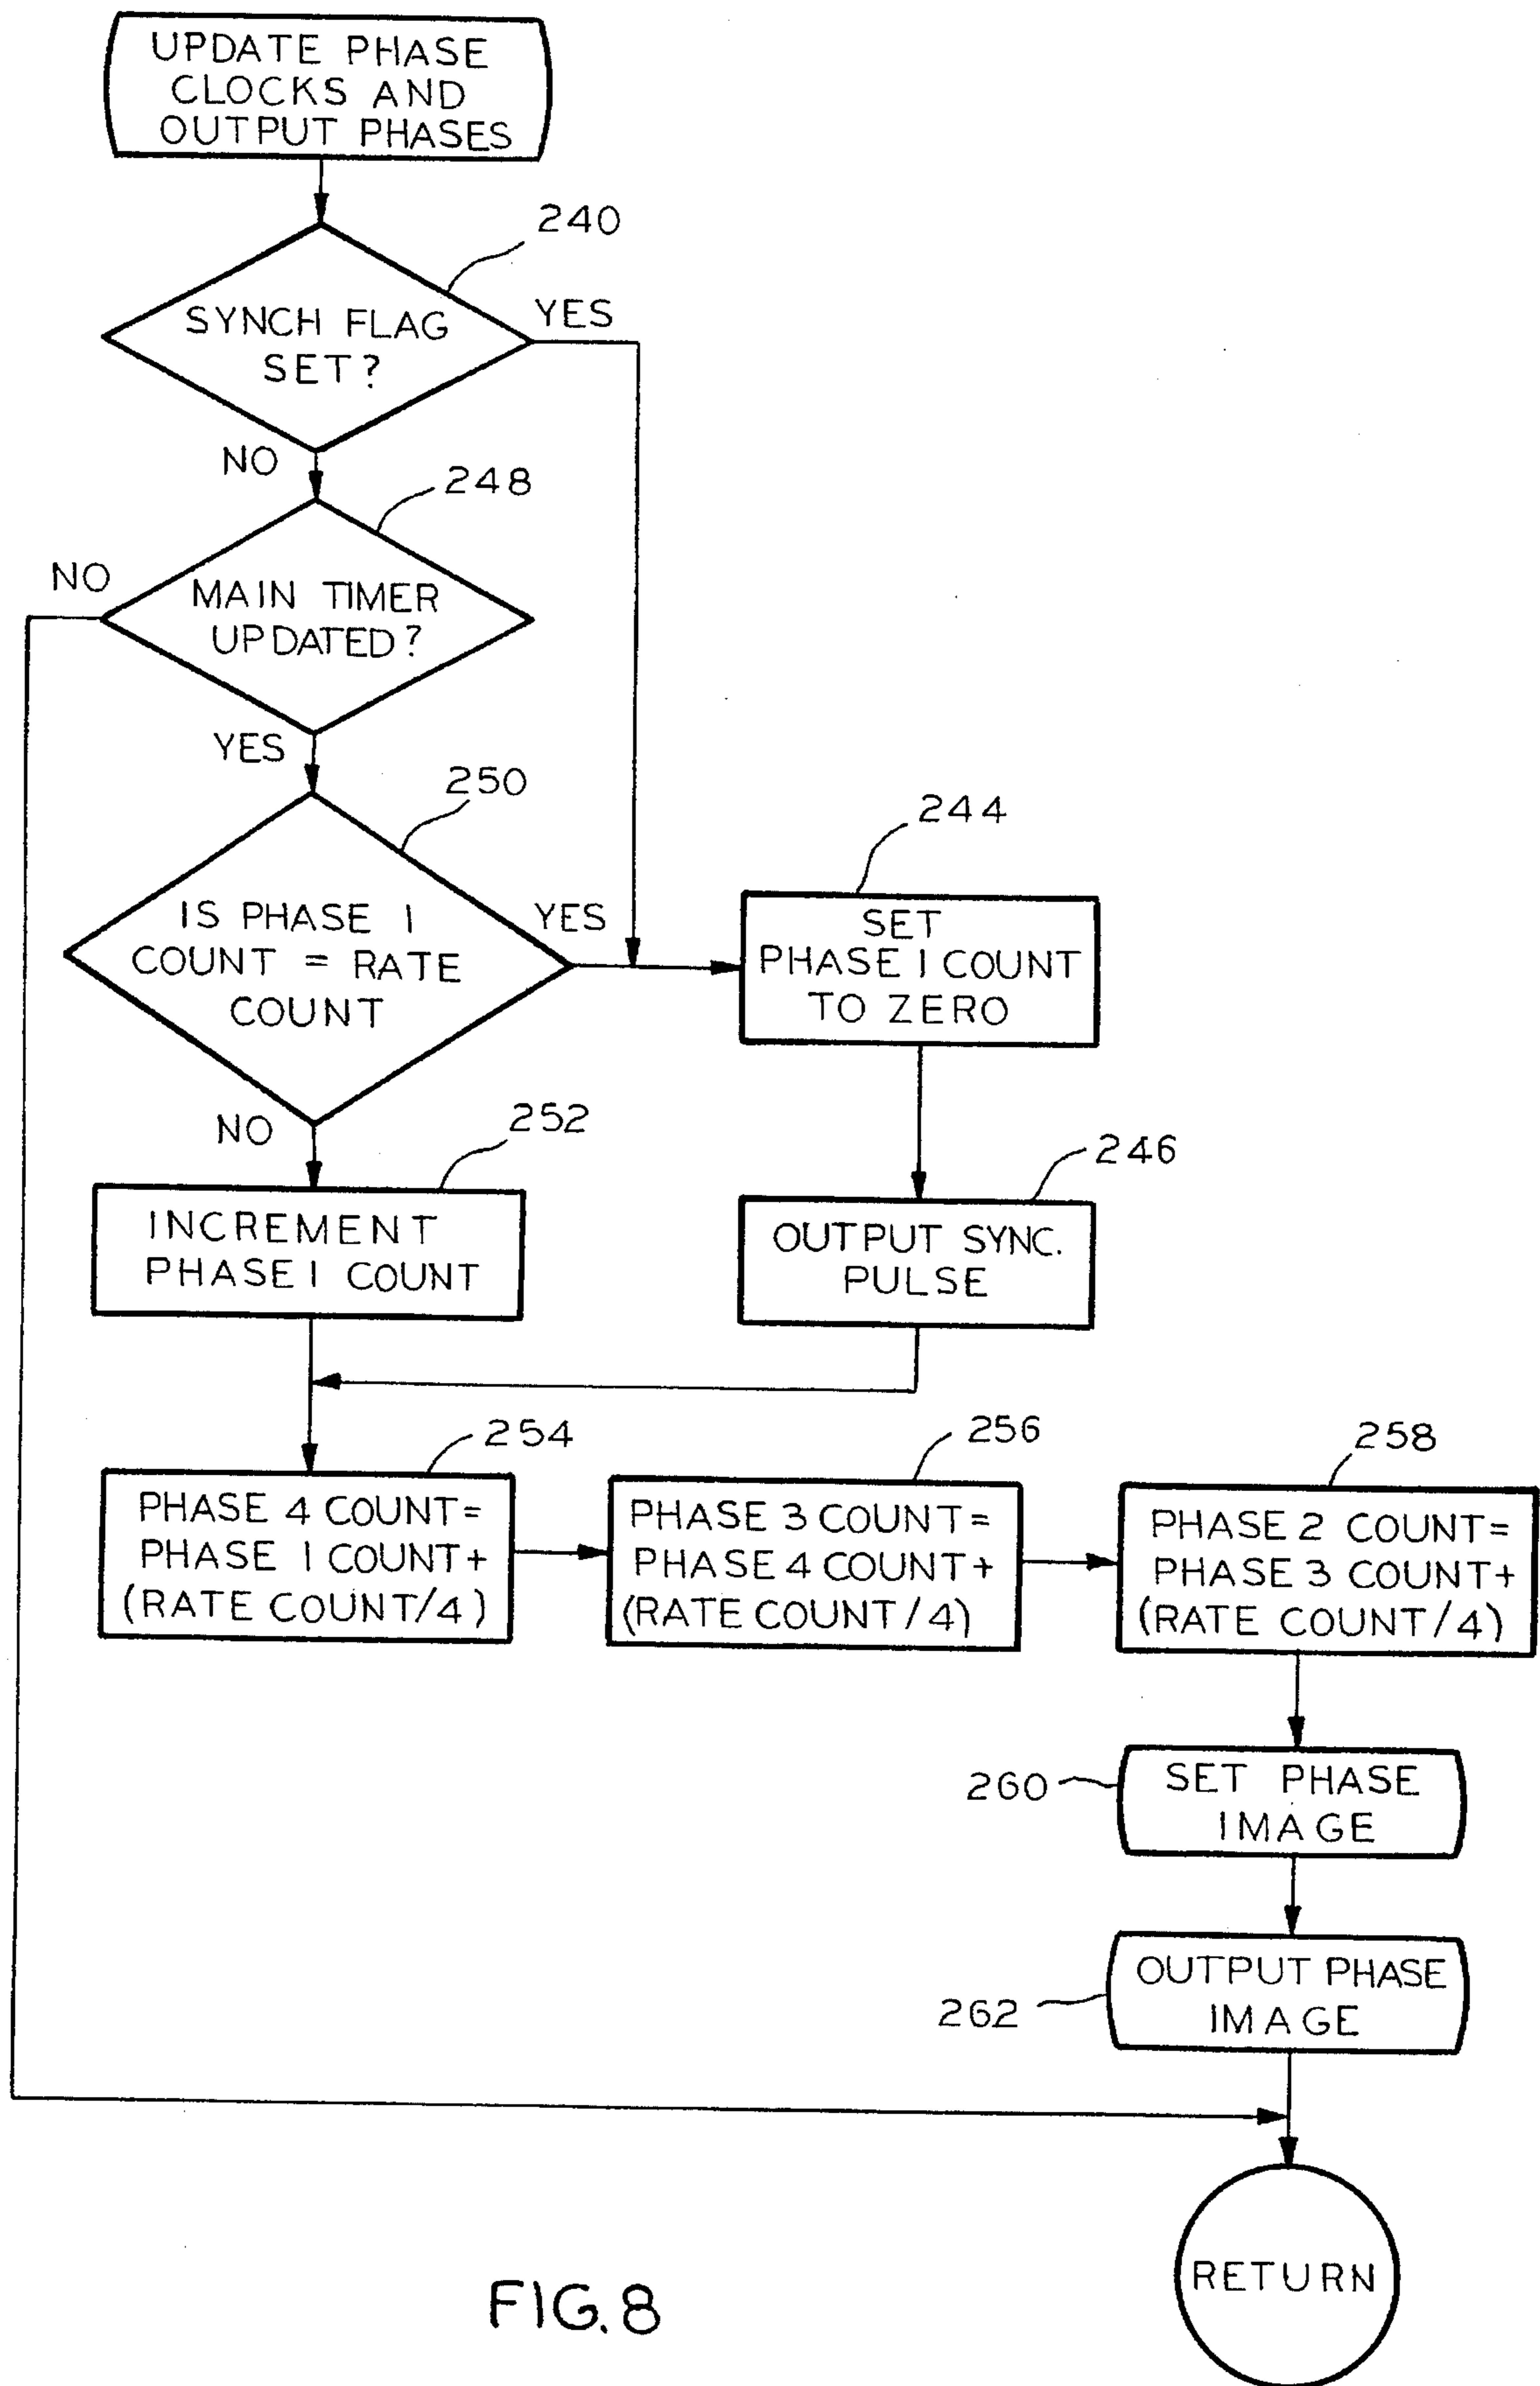 UPDATE PHASE
CLOCKS AND
OUTPUT PHASES
240
SYNCH FLAG
SET?
YES
NO
248
NO
MAIN TIMER
UPDATED?
YES
250
IS PHASE 1
COUNT = RATE
COUNT
YES
244
SET
PHASE 1 COUNT
TO ZERO
NO
252
INCREMENT
PHASE 1 COUNT
246
OUTPUT SYNC.
PULSE
254
PHASE 4 COUNT=
PHASE 1 COUNT+
(RATE COUNT/4)
256
PHASE 3 COUNT=
PHASE 4 COUNT+
(RATE COUNT/4)
258
PHASE 2 COUNT=
PHASE 3 COUNT+
(RATE COUNT/4)
260
SET PHASE
IMAGE
262
OUTPUT PHASE
IMAGE
RETURN
FIG. 8